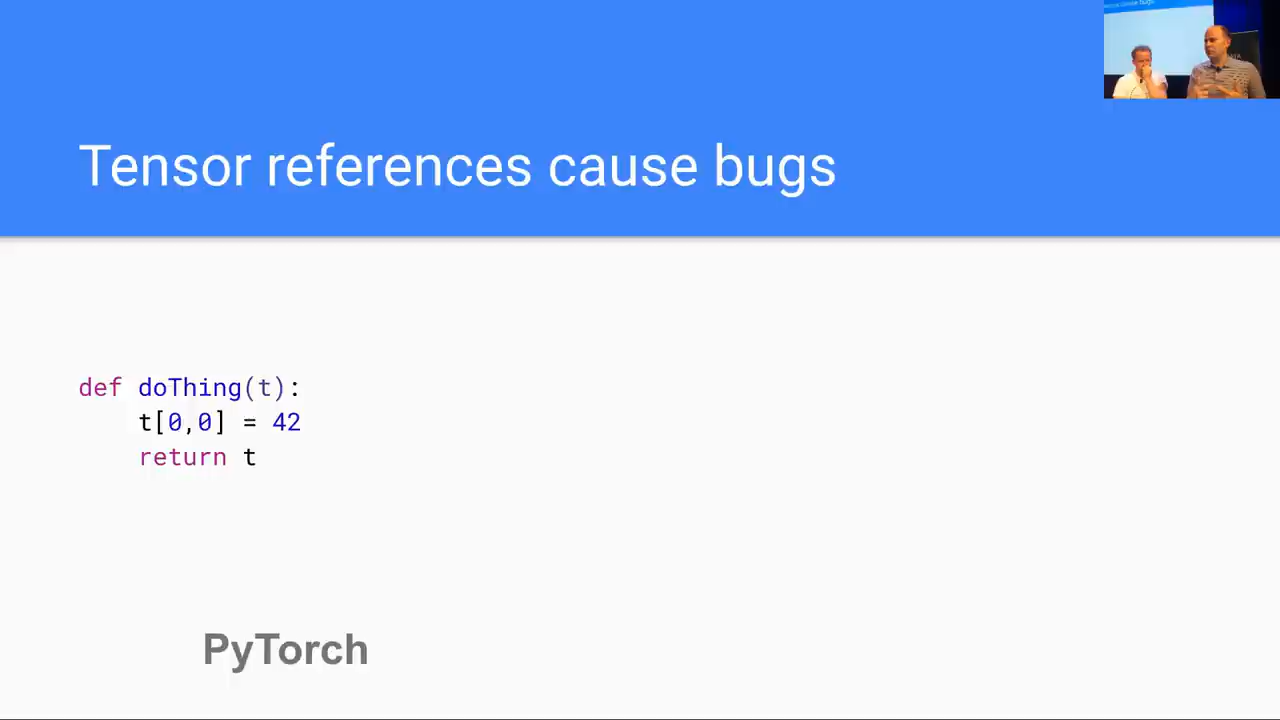 Tensor references cause bugs
def doThing(t):
    t[0,0] = 42
    return t
PyTorch